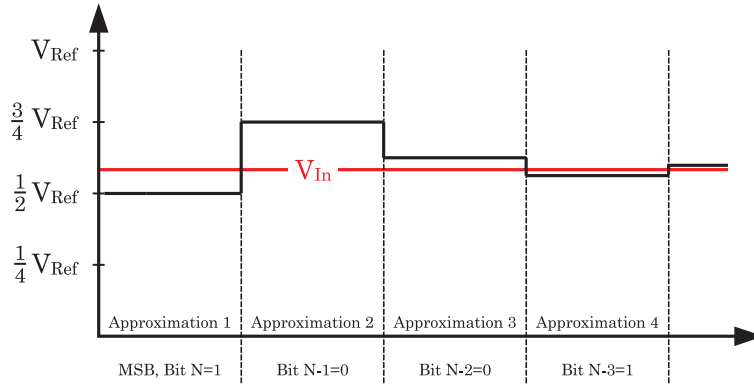 V_Ref
3/4 V_Ref
V_In
1/2 V_Ref
1/4 V_Ref
Approximation 1 Approximation 2 Approximation 3 Approximation 4
MSB, Bit N=1 Bit N-1=0 Bit N-2=0 Bit N-3=1